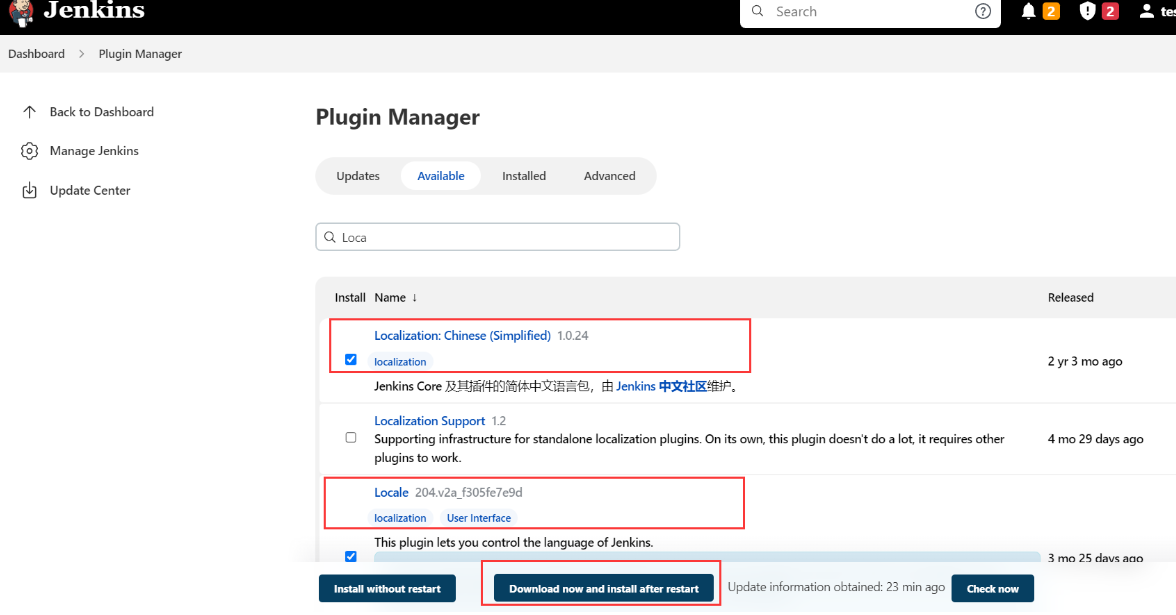 Jenkins
Search
2
2
tes
Dashboard > Plugin Manager
Back to Dashboard
Manage Jenkins
Update Center
Plugin Manager
Updates Available Installed Advanced
Loca
Install Name ↓ Released
Localization: Chinese (Simplified) 1.0.24
localization
2 yr 3 mo ago
Jenkins Core 及其插件的简体中文语言包，由 Jenkins 中文社区维护。
Localization Support 1.2
Supporting infrastructure for standalone localization plugins. On its own, this plugin doesn't do a lot, it requires other
plugins to work.
4 mo 29 days ago
Locale 204.v2a_f305fe7e9d
localization User Interface
This plugin lets you control the language of Jenkins.
3 mo 25 days ago
Install without restart Download now and install after restart Update information obtained: 23 min ago Check now